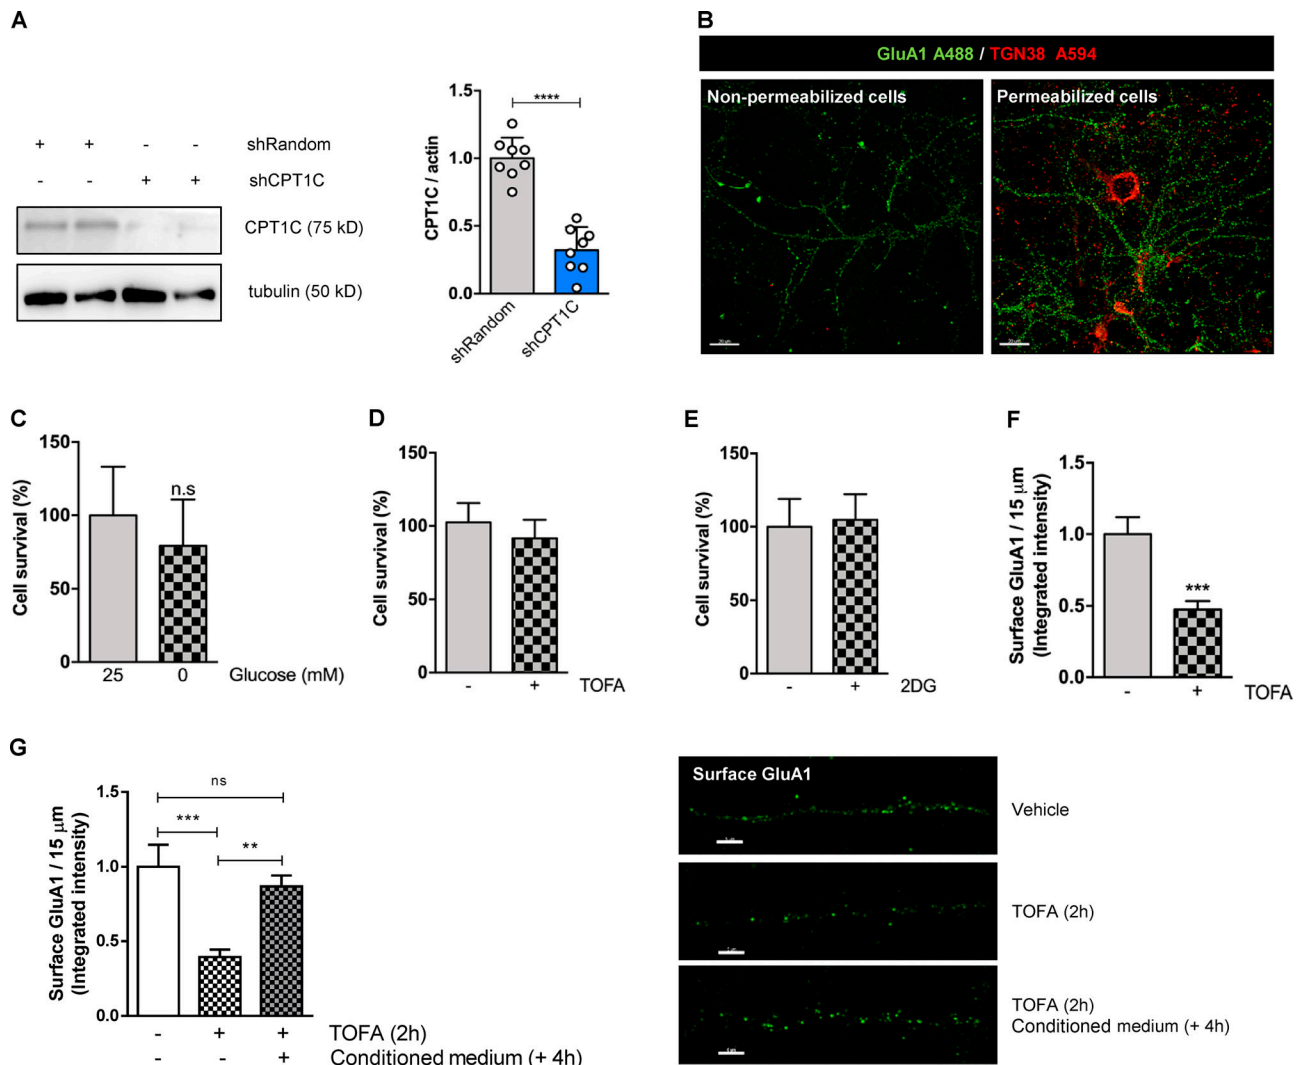 A
+ + - - shRandom
- - + + shCPT1C
CPT1C (75 kD)
tubulin (50 kD)
CPT1C / actin
1.5
1.0
0.5
0.0
****
shRandom
shCPT1C
B
GluA1 A488 / TGN38 A594
Non-permeabilized cells
Permeabilized cells
20 µm
20 µm
C
Cell survival (%)
150
100
50
0
n.s
25 0 Glucose (mM)
D
Cell survival (%)
150
100
50
0
- + TOFA
E
Cell survival (%)
150
100
50
0
- + 2DG
F
Surface GluA1 / 15 µm
(Integrated intensity)
1.5
1.0
0.5
0.0
***
- + TOFA
G
Surface GluA1 / 15 µm
(Integrated intensity)
1.5
1.0
0.5
0.0
ns
***
**
- + + TOFA (2h)
- - + Conditioned medium (+ 4h)
Surface GluA1
Vehicle
TOFA (2h)
TOFA (2h)
Conditioned medium (+ 4h)